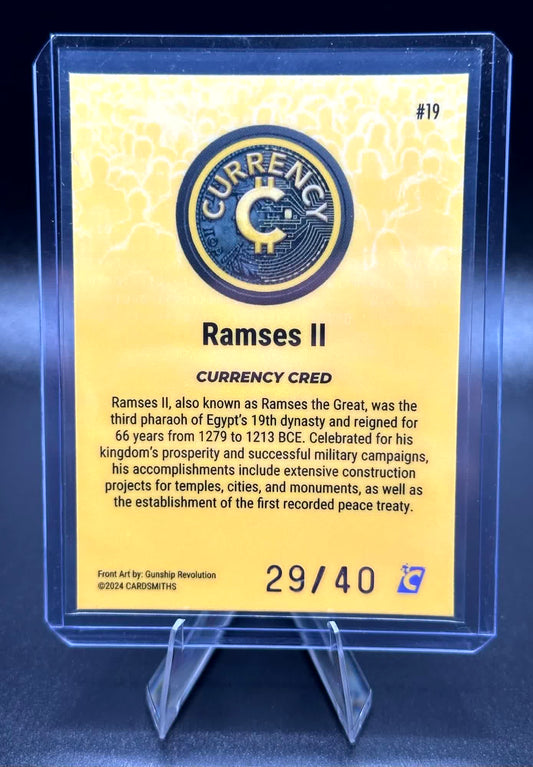 #19
CURRENCY
Ramses II
CURRENCY CRED
Ramses II, also known as Ramses the Great, was the
third pharaoh of Egypt's 19th dynasty and reigned for
66 years from 1279 to 1213 BCE. Celebrated for his
kingdom's prosperity and successful military campaigns,
his accomplishments include extensive construction
projects for temples, cities, and monuments, as well as
the establishment of the first recorded peace treaty.
Front Art by: Gunship Revolution
©2024 CARDSMITHS
29/40